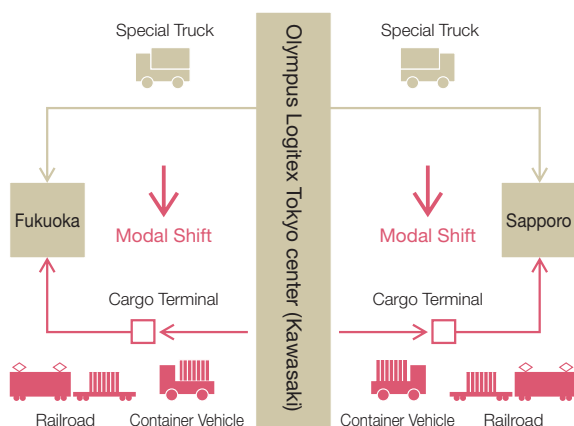 Special Truck
Special Truck
Olympus Logitex Tokyo center (Kawasaki)
Fukuoka
Sapporo
Modal Shift
Modal Shift
Cargo Terminal
Cargo Terminal
Railroad
Container Vehicle
Container Vehicle
Railroad